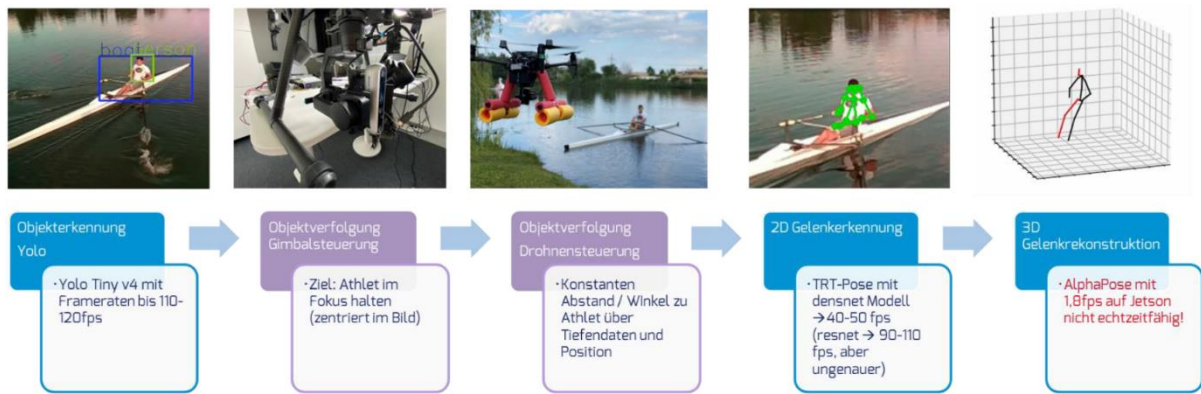 boat person
Objekterkennung
Yolo
Objektverfolgung
Gimbalsteuerung
Objektverfolgung
Drohnensteuerung
2D Gelenkerkennung
3D
Gelenkrekonstruktion
•Yolo Tiny v4 mit
Frameraten bis 110-
120fps
•Ziel: Athlet im
Fokus halten
(zentriert im Bild)
•Konstanten
Abstand / Winkel zu
Athlet über
Tiefendaten und
Position
•TRT-Pose mit
densnet Modell
→40-50 fps
(resnet → 90-110
fps, aber
ungenauer)
•AlphaPose mit
1,8fps auf Jetson
nicht echtzeitfähig!